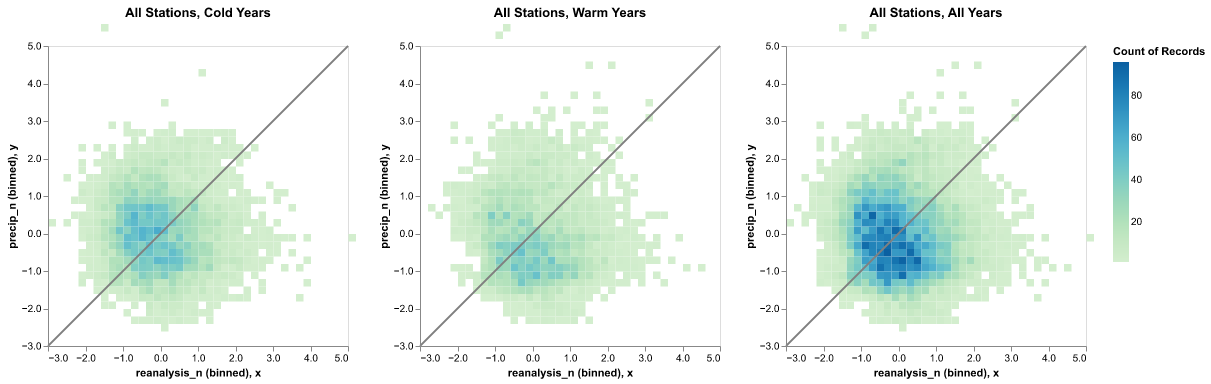 All Stations, Cold Years
All Stations, Warm Years
All Stations, All Years
5.0
4.0
3.0
2.0
1.0
0.0
−1.0
−2.0
−3.0
precip_n (binned), y
−3.0 −2.0 −1.0 0.0 1.0 2.0 3.0 4.0 5.0
reanalysis_n (binned), x
5.0
4.0
3.0
2.0
1.0
0.0
−1.0
−2.0
−3.0
precip_n (binned), y
−3.0 −2.0 −1.0 0.0 1.0 2.0 3.0 4.0 5.0
reanalysis_n (binned), x
5.0
4.0
3.0
2.0
1.0
0.0
−1.0
−2.0
−3.0
precip_n (binned), y
−3.0 −2.0 −1.0 0.0 1.0 2.0 3.0 4.0 5.0
reanalysis_n (binned), x
Count of Records
80
60
40
20